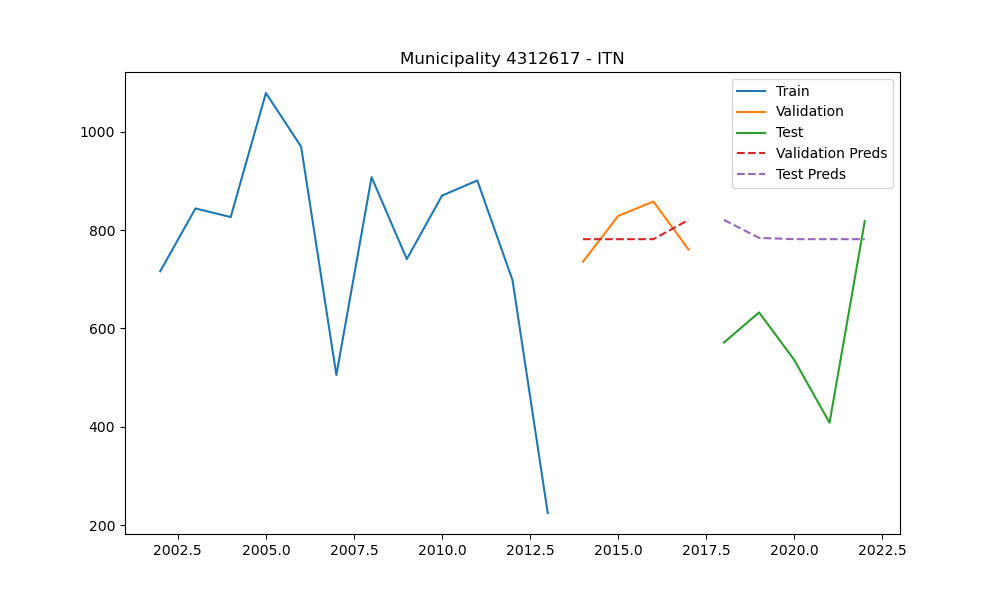 Municipality 4312617 - ITN
Train
Validation
Test
Validation Preds
Test Preds
1000
800
600
400
200
2002.5 2005.0 2007.5 2010.0 2012.5 2015.0 2017.5 2020.0 2022.5